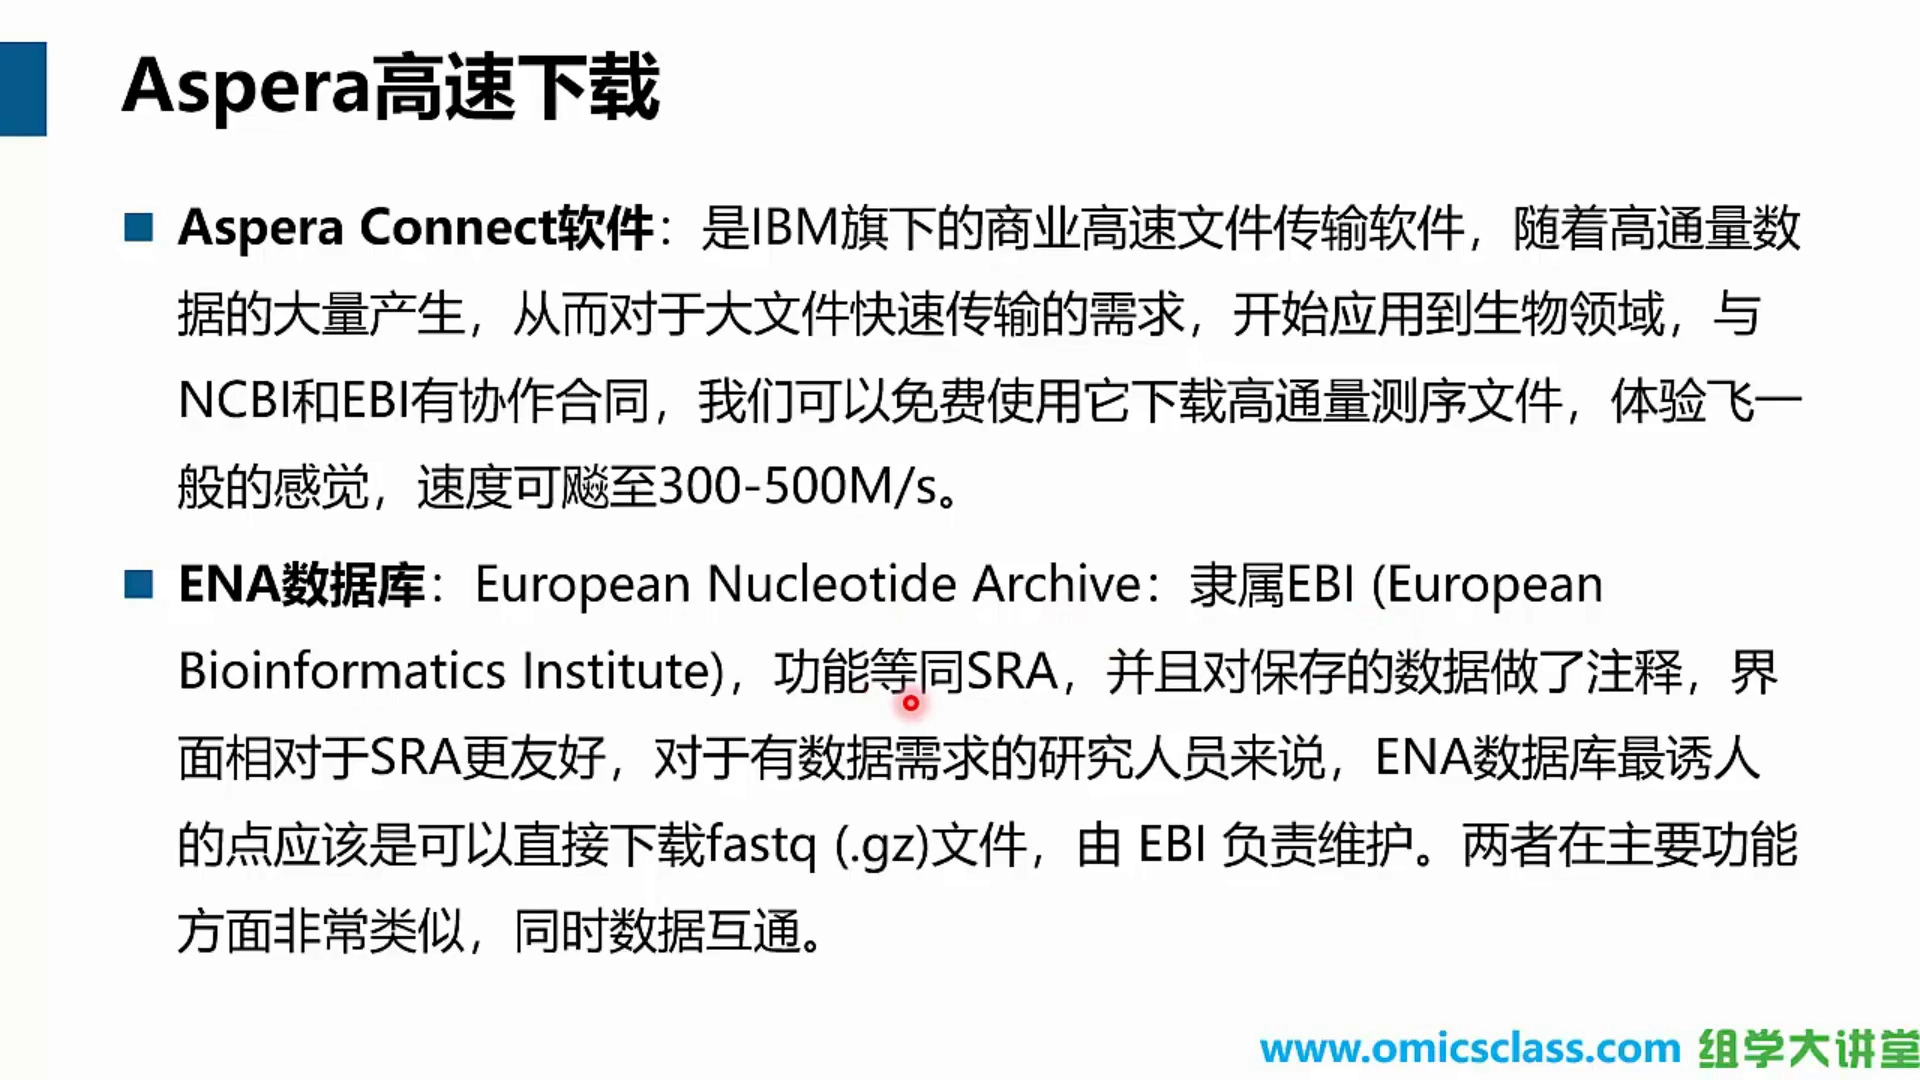 Aspera高速下载
Aspera Connect软件：是IBM旗下的商业高速文件传输软件，随着高通量数
据的大量产生，从而对于大文件快速传输的需求，开始应用到生物领域，与
NCBI和EBI有协作合同，我们可以免费使用它下载高通量测序文件，体验飞一
般的感觉，速度可飚至300-500M/s。
ENA数据库：European Nucleotide Archive：隶属EBI (European
Bioinformatics Institute)，功能等同SRA，并且对保存的数据做了注释，界
面相对于SRA更友好，对于有数据需求的研究人员来说，ENA数据库最诱人
的点应该是可以直接下载fastq (.gz)文件，由 EBI 负责维护。两者在主要功能
方面非常类似，同时数据互通。
www.omicsclass.com 组学大讲堂